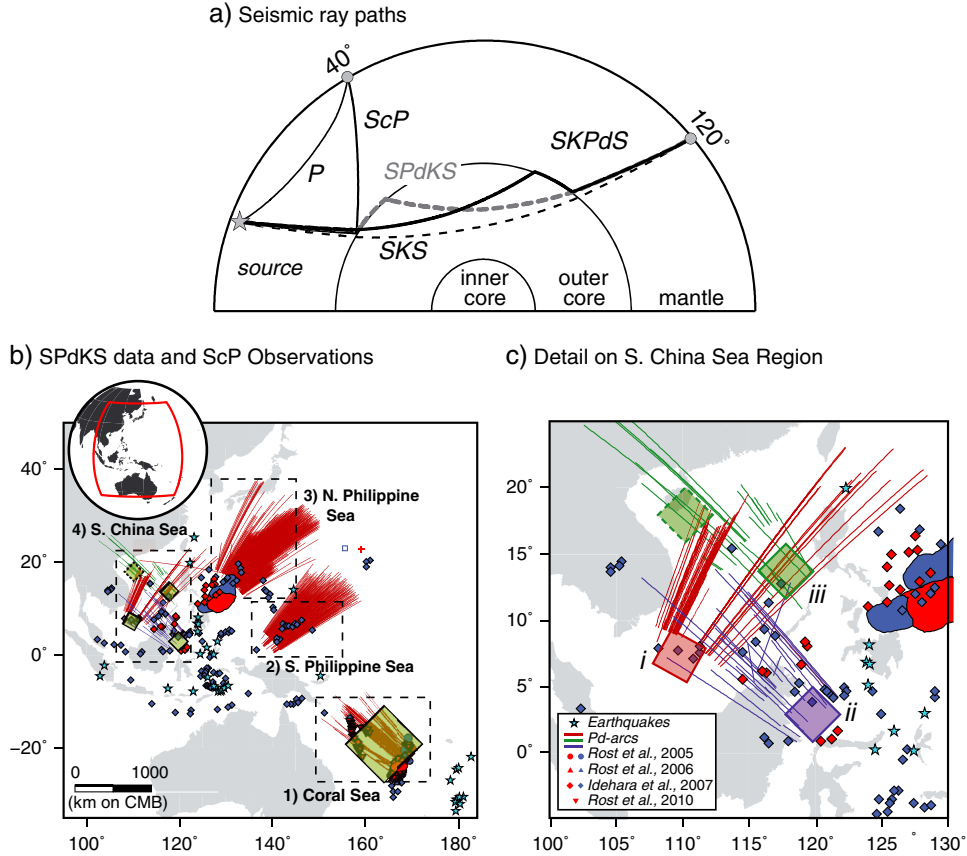 a) Seismic ray paths
40°
ScP
SKPdS
120°
P
SPdKS
SKS
source
inner
core
outer
core
mantle
b) SPdKS data and ScP Observations
40°
20°
0°
−20°
3) N. Philippine
Sea
4) S. China Sea
2) S. Philippine Sea
1) Coral Sea
0 1000
(km on CMB)
100° 120° 140° 160° 180°
c) Detail on S. China Sea Region
20°
15°
10°
5°
0°
i
ii
iii
Earthquakes
Pd-arcs
Rost et al., 2005
Rost et al., 2006
Idehara et al., 2007
Rost et al., 2010
100° 105° 110° 115° 120° ° 130°